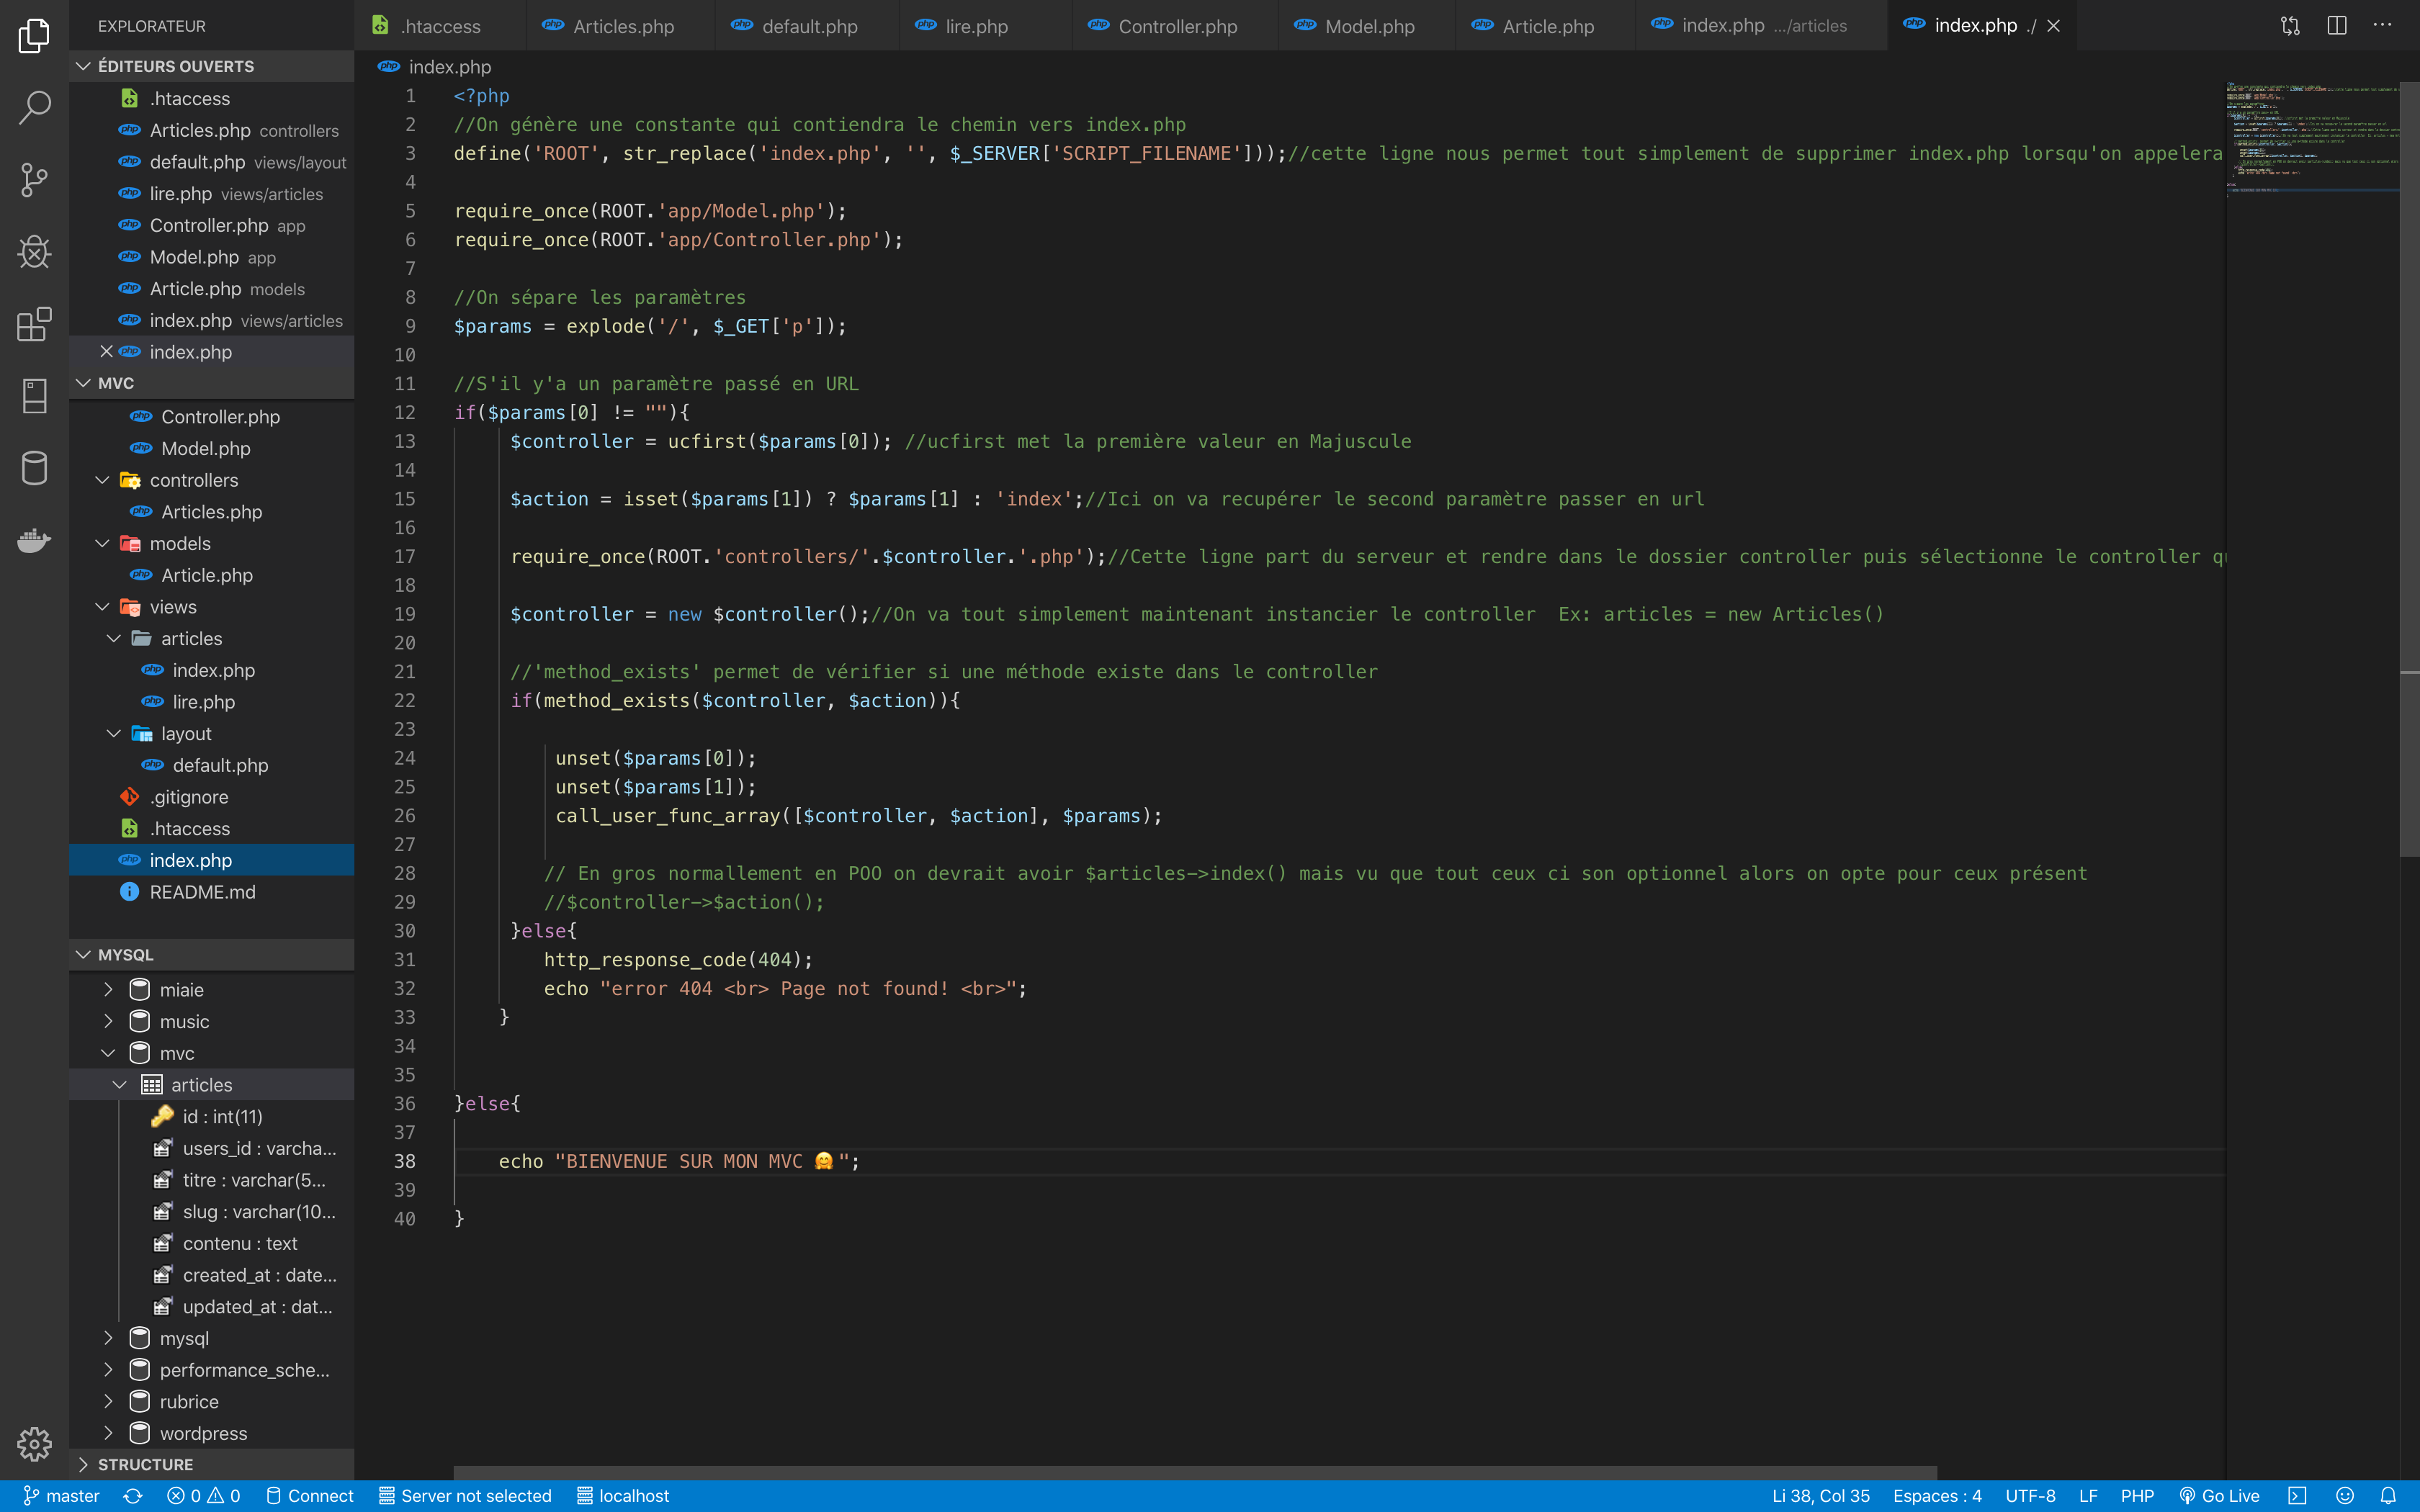 EXPLORATEUR
ÉDITEURS OUVERTS
.htaccess
Articles.php controllers
default.php views/layout
lire.php views/articles
Controller.php app
Model.php app
Article.php models
index.php views/articles
index.php
MVC
Controller.php
Model.php
controllers
Articles.php
models
Article.php
views
articles
index.php
lire.php
layout
default.php
.gitignore
.htaccess
index.php
README.md
MYSQL
miaie
music
mvc
articles
id : int(11)
users_id : varcha...
titre : varchar(5...
slug : varchar(10...
contenu : text
created_at : date...
updated_at : dat...
mysql
performance_sche...
rubrice
wordpress
STRUCTURE
.htaccess
Articles.php
default.php
lire.php
Controller.php
Model.php
Article.php
index.php .../articles
index.php ./
index.php
1 <?php
2 //On génère une constante qui contiendra le chemin vers index.php
3 define('ROOT', str_replace('index.php', '', $_SERVER['SCRIPT_FILENAME']));//cette ligne nous permet tout simplement de supprimer index.php lorsqu'on appelera
4
5 require_once(ROOT.'app/Model.php');
6 require_once(ROOT.'app/Controller.php');
7
8 //On sépare les paramètres
9 $params = explode('/', $_GET['p']);
10
11 //S'il y'a un paramètre passé en URL
12 if($params[0] != ""){
13 $controller = ucfirst($params[0]); //ucfirst met la première valeur en Majuscule
14
15 $action = isset($params[1]) ? $params[1] : 'index';//Ici on va recupérer le second paramètre passer en url
16
17 require_once(ROOT.'controllers/'.$controller.'.php');//Cette ligne part du serveur et rendre dans le dossier controller puis sélectionne le controller qu
18
19 $controller = new $controller();//On va tout simplement maintenant instancier le controller  Ex: articles = new Articles()
20
21 //'method_exists' permet de vérifier si une méthode existe dans le controller
22 if(method_exists($controller, $action)){
23
24 unset($params[0]);
25 unset($params[1]);
26 call_user_func_array([$controller, $action], $params);
27
28 // En gros normallement en POO on devrait avoir $articles->index() mais vu que tout ceux ci son optionnel alors on opte pour ceux présent
29 //$controller->$action();
30 }else{
31 http_response_code(404);
32 echo "error 404 <br> Page not found! <br>";
33 }
34
35
36 }else{
37
38 echo "BIENVENUE SUR MON MVC 🤗";
39
40 }
master
0 0
Connect
Server not selected
localhost
Li 38, Col 35
Espaces : 4
UTF-8
LF
PHP
Go Live